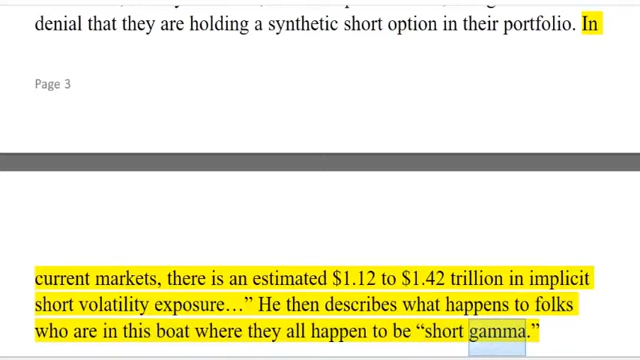 denial that they are holding a synthetic short option in their portfolio. In
Page 3
current markets, there is an estimated $1.12 to $1.42 trillion in implicit
short volatility exposure…” He then describes what happens to folks
who are in this boat where they all happen to be “short gamma.”